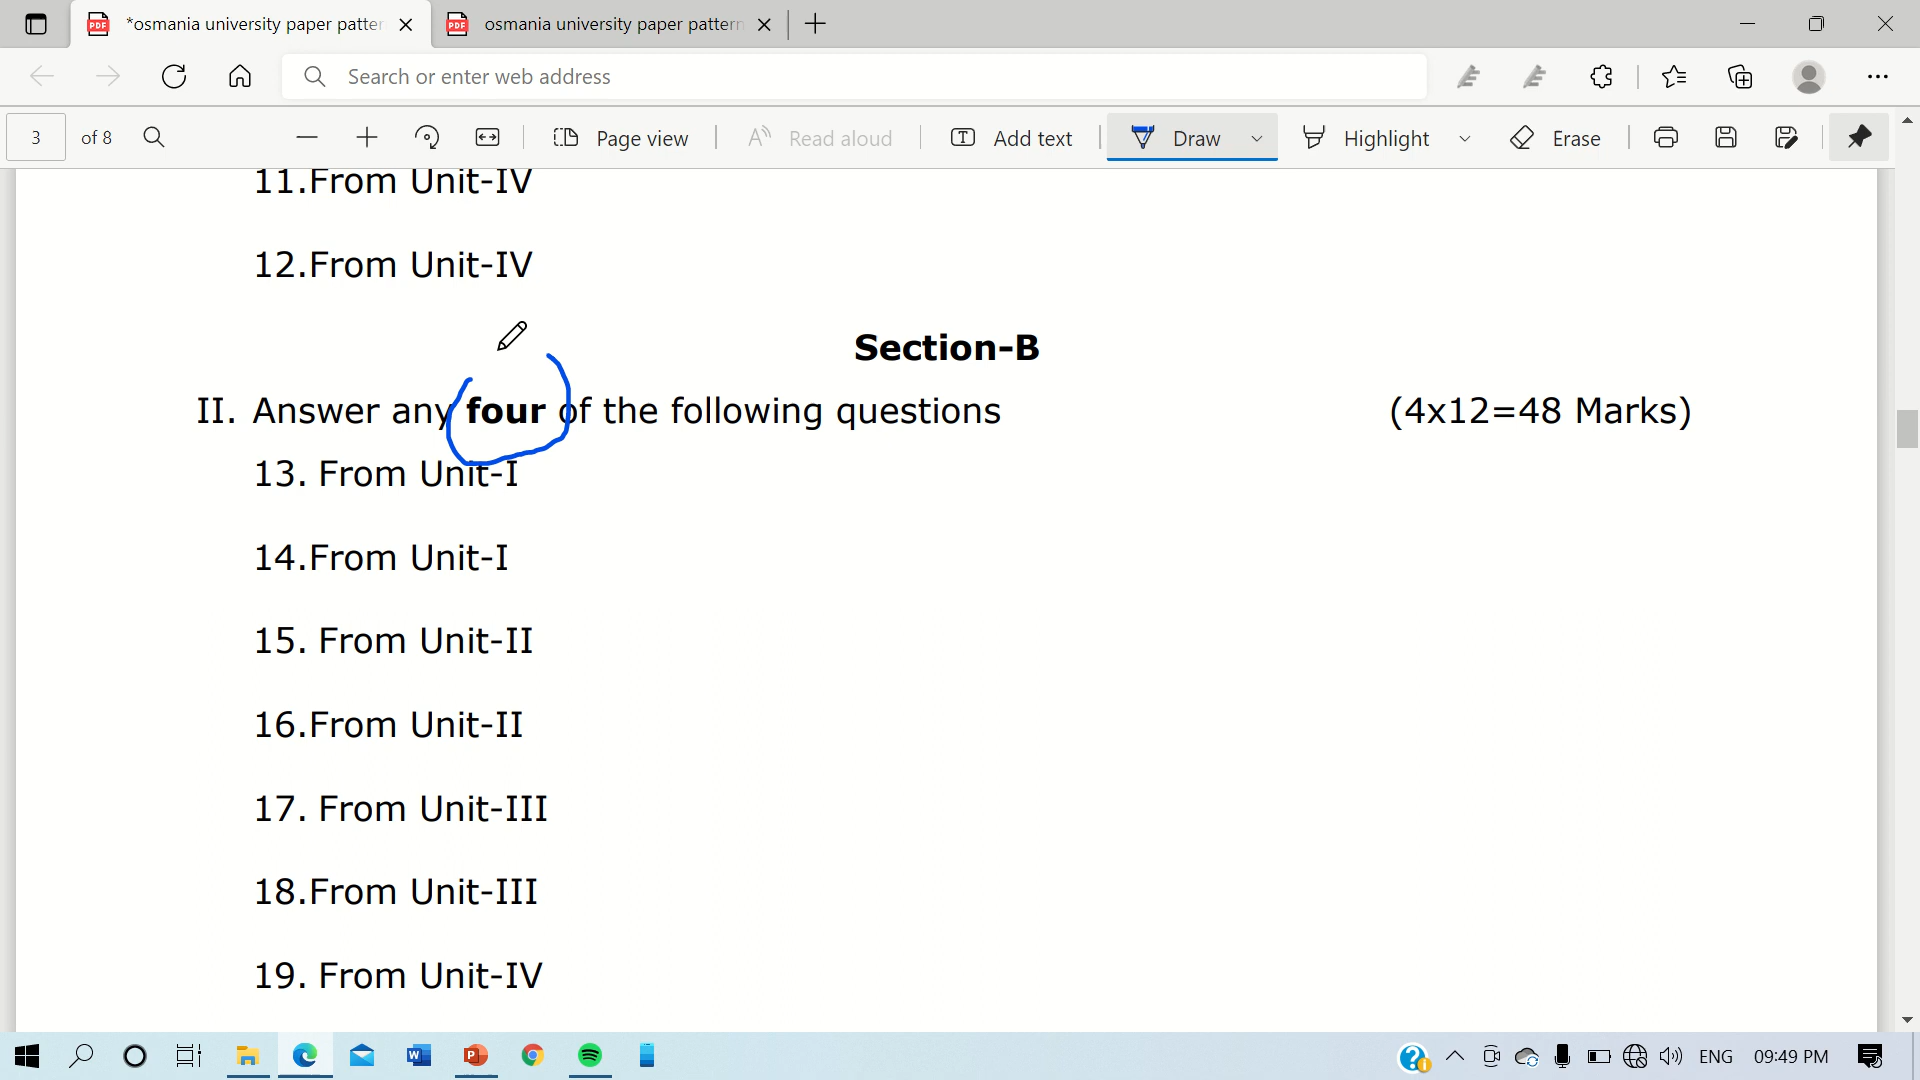 *osmania university paper patter
osmania university paper pattern
Search or enter web address
3 of 8
Page view
Read aloud
Add text
Draw
Highlight
Erase
11.From Unit-IV
12.From Unit-IV
Section-B
II. Answer any four of the following questions (4x12=48 Marks)
13. From Unit-I
14.From Unit-I
15. From Unit-II
16.From Unit-II
17. From Unit-III
18.From Unit-III
19. From Unit-IV
ENG 09:49 PM